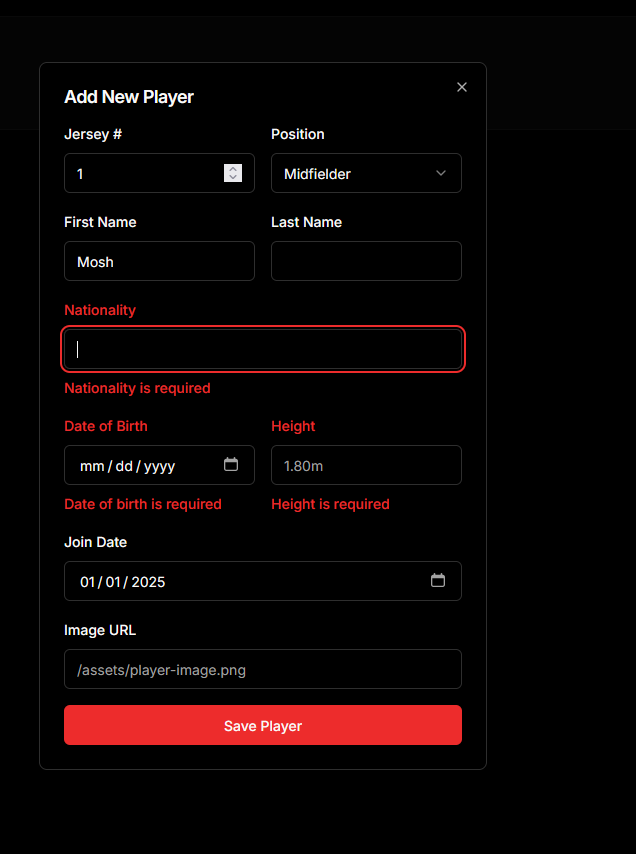 Add New Player
Jersey # Position
1 Midfielder
First Name Last Name
Mosh
Nationality
Nationality is required
Date of Birth Height
mm/dd/yyyy 1.80m
Date of birth is required Height is required
Join Date
01/01/2025
Image URL
/assets/player-image.png
Save Player